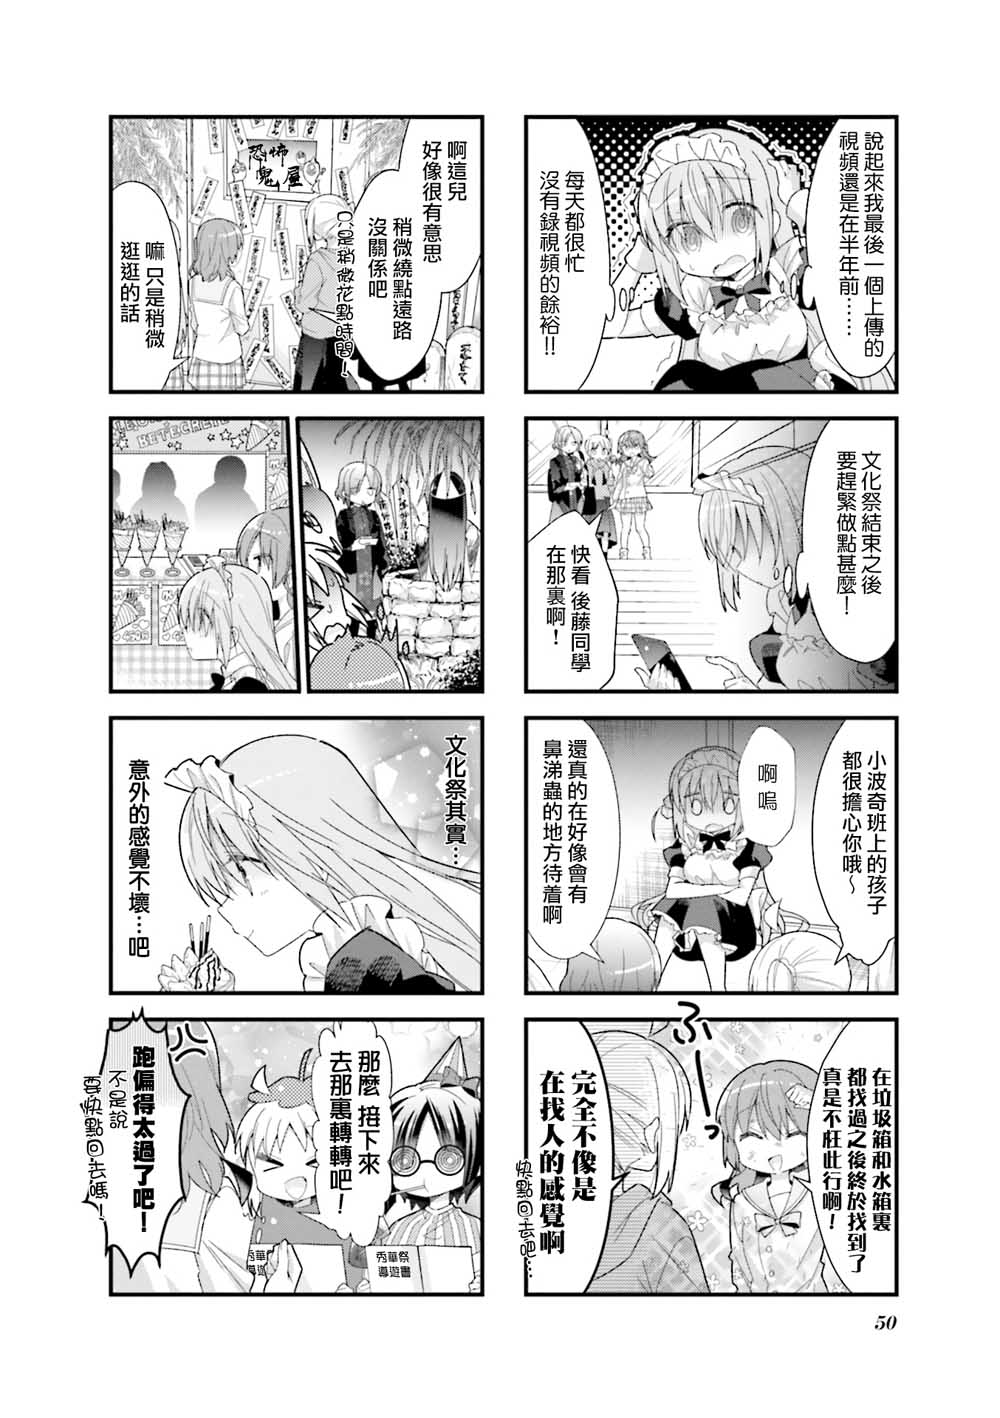 說起來我最後一個上傳的
視頻還是在半年前……
每天都很忙
沒有錄視頻的餘裕!!
文化祭結束之後
要趕緊做點甚麼！
快看 後藤同學
在那裏啊！
小波奇班上的孩子
都很擔心你哦～
啊
嗚
還真的在好像會有
鼻涕蟲的地方待着啊
在垃圾箱和水箱裏
都找過之後終於找到了
真是不枉此行啊！
ふーっ
完全不像是
在找人的感覺啊
快點回去吧…
恐怖
鬼屋
啊這兒
好像很有意思
稍微繞點遠路
沒關係吧
只是稍微花點時間！
嘛 只是稍微
逛逛的話
BETECREPE
文化祭其實…
意外的感覺不壞…吧
那麼 接下來
去那裏轉轉吧！
秀華祭
導遊書
秀華祭
導遊書
跑偏得太過了吧！
不是說
要快點回去嗎！
50